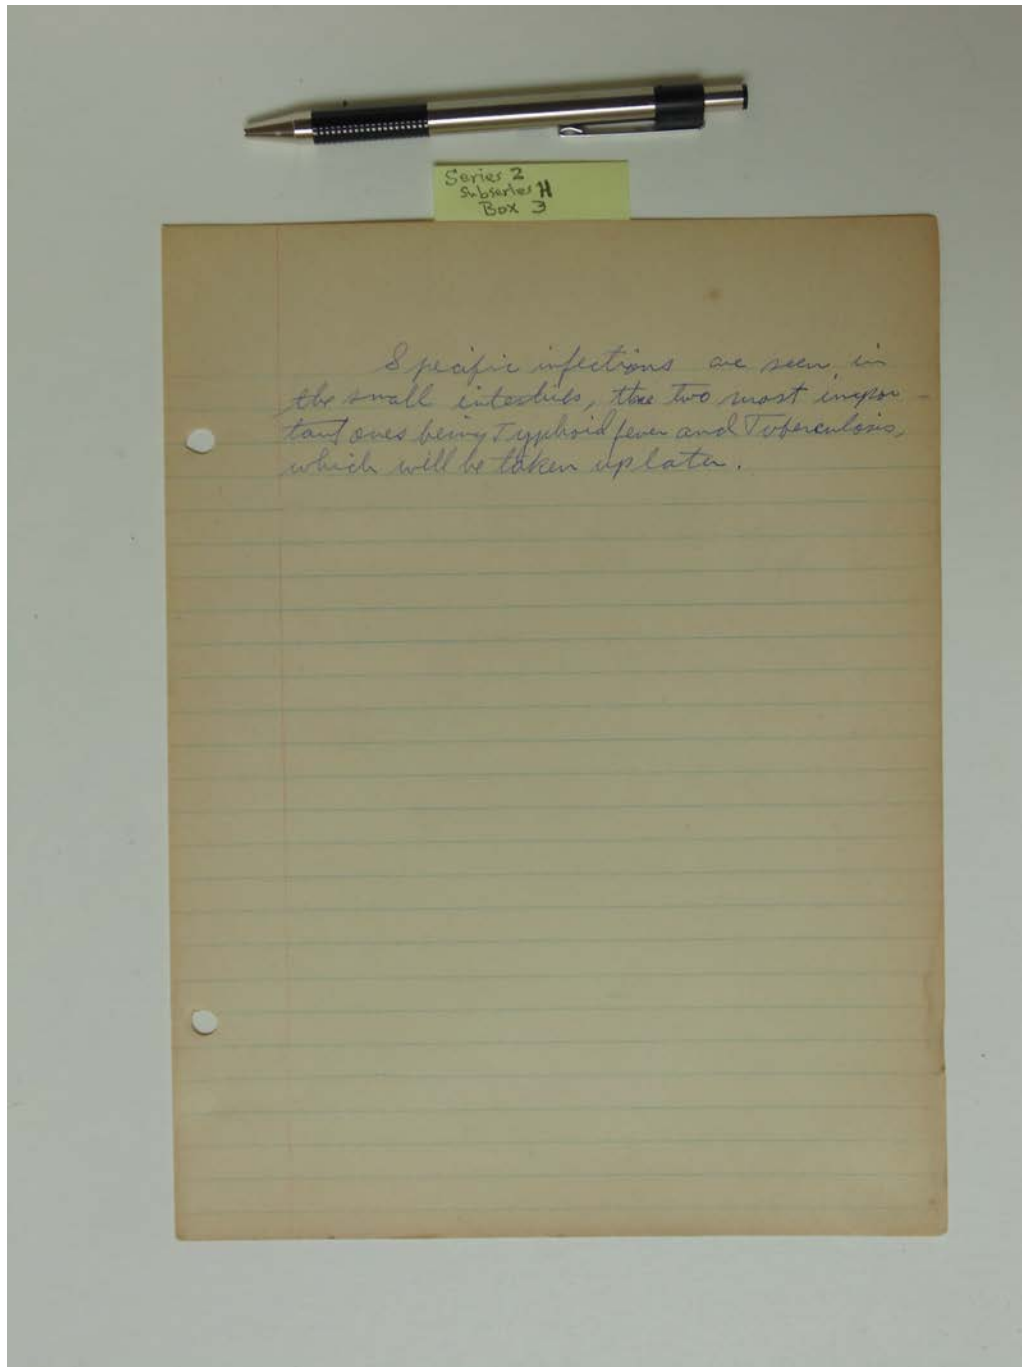 Series 2
Subseries H
Box 3
Specific infections are seen in
the small intestines, the two most impor-
tant ones being Typhoid fever and Tuberculosis,
which will be taken up later.